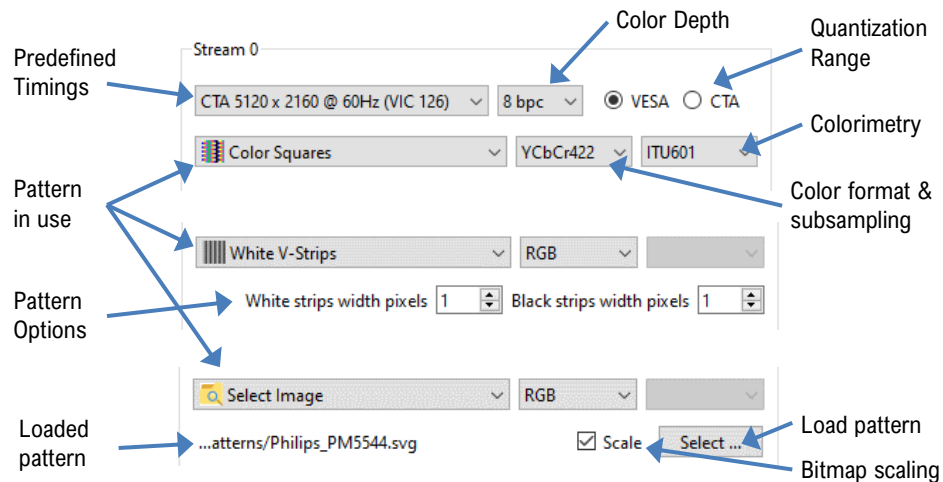 Color Depth
Quantization
Range
Predefined
Timings
Stream 0
CTA 5120 x 2160 @ 60Hz (VIC 126)
8 bpc
VESA
CTA
Colorimetry
Color Squares
YCbCr422
ITU601
Pattern
in use
Color format &
subsampling
White V-Strips
RGB
Pattern
Options
White strips width pixels 1
Black strips width pixels 1
Select Image
RGB
Loaded
pattern
...atterns/Philips_PM5544.svg
Scale
Select ...
Load pattern
Bitmap scaling